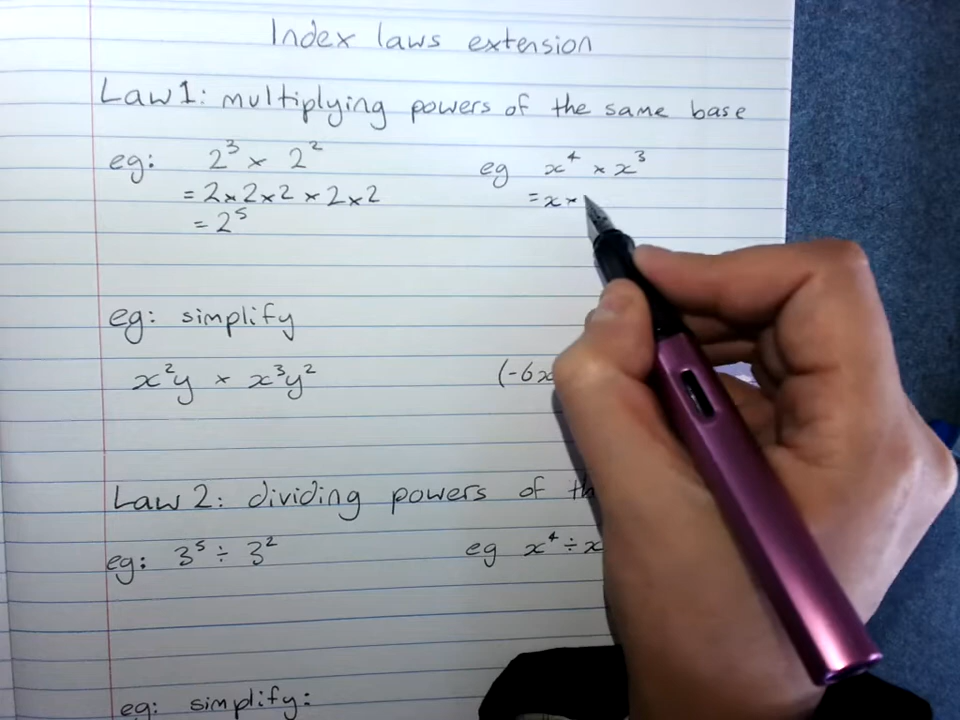 Index laws extension
Law 1: multiplying powers of the same base
eg: 2³ × 2²
= 2×2×2 × 2×2
= 2⁵
eg x⁴ × x³
= x ×
eg: simplify
x²y × x³y²
(-6x
Law 2: dividing powers of th
eg: 3⁵ ÷ 3²
eg x⁴ ÷ x
eg: simplify: